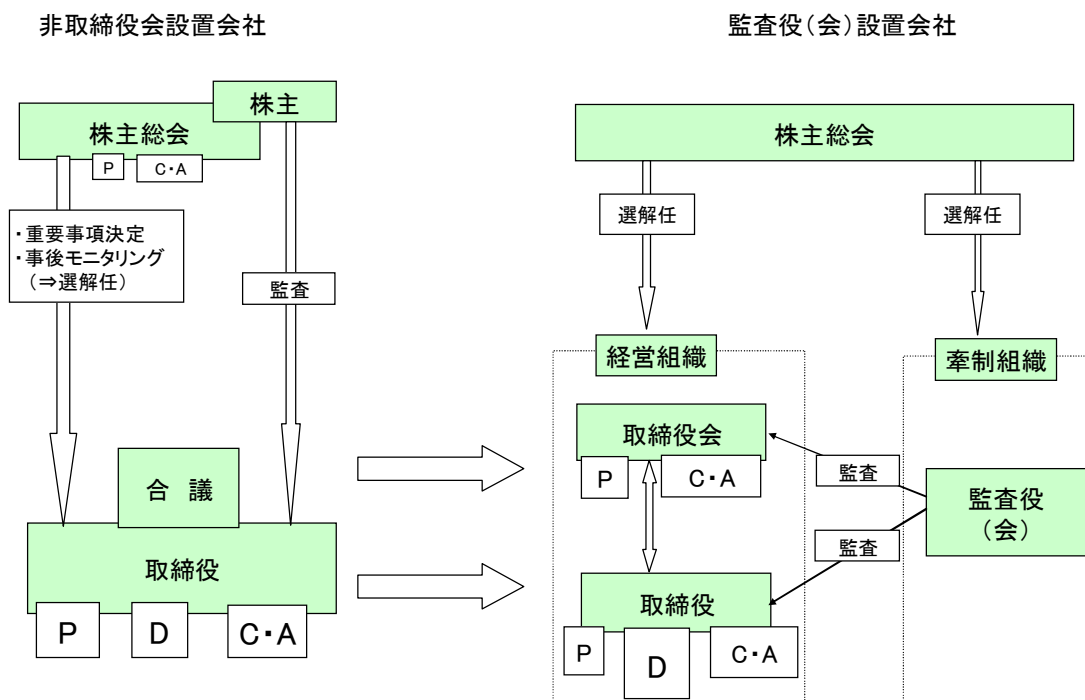 非取締役会設置会社
株主
株主総会
P
C・A
・重要事項決定
・事後モニタリング
（⇒選解任）
監査
合　議
取締役
P
D
C・A
監査役（会）設置会社
株主総会
選解任
選解任
経営組織
牽制組織
取締役会
P
C・A
監査
監査
監査役
（会）
取締役
P
D
C・A